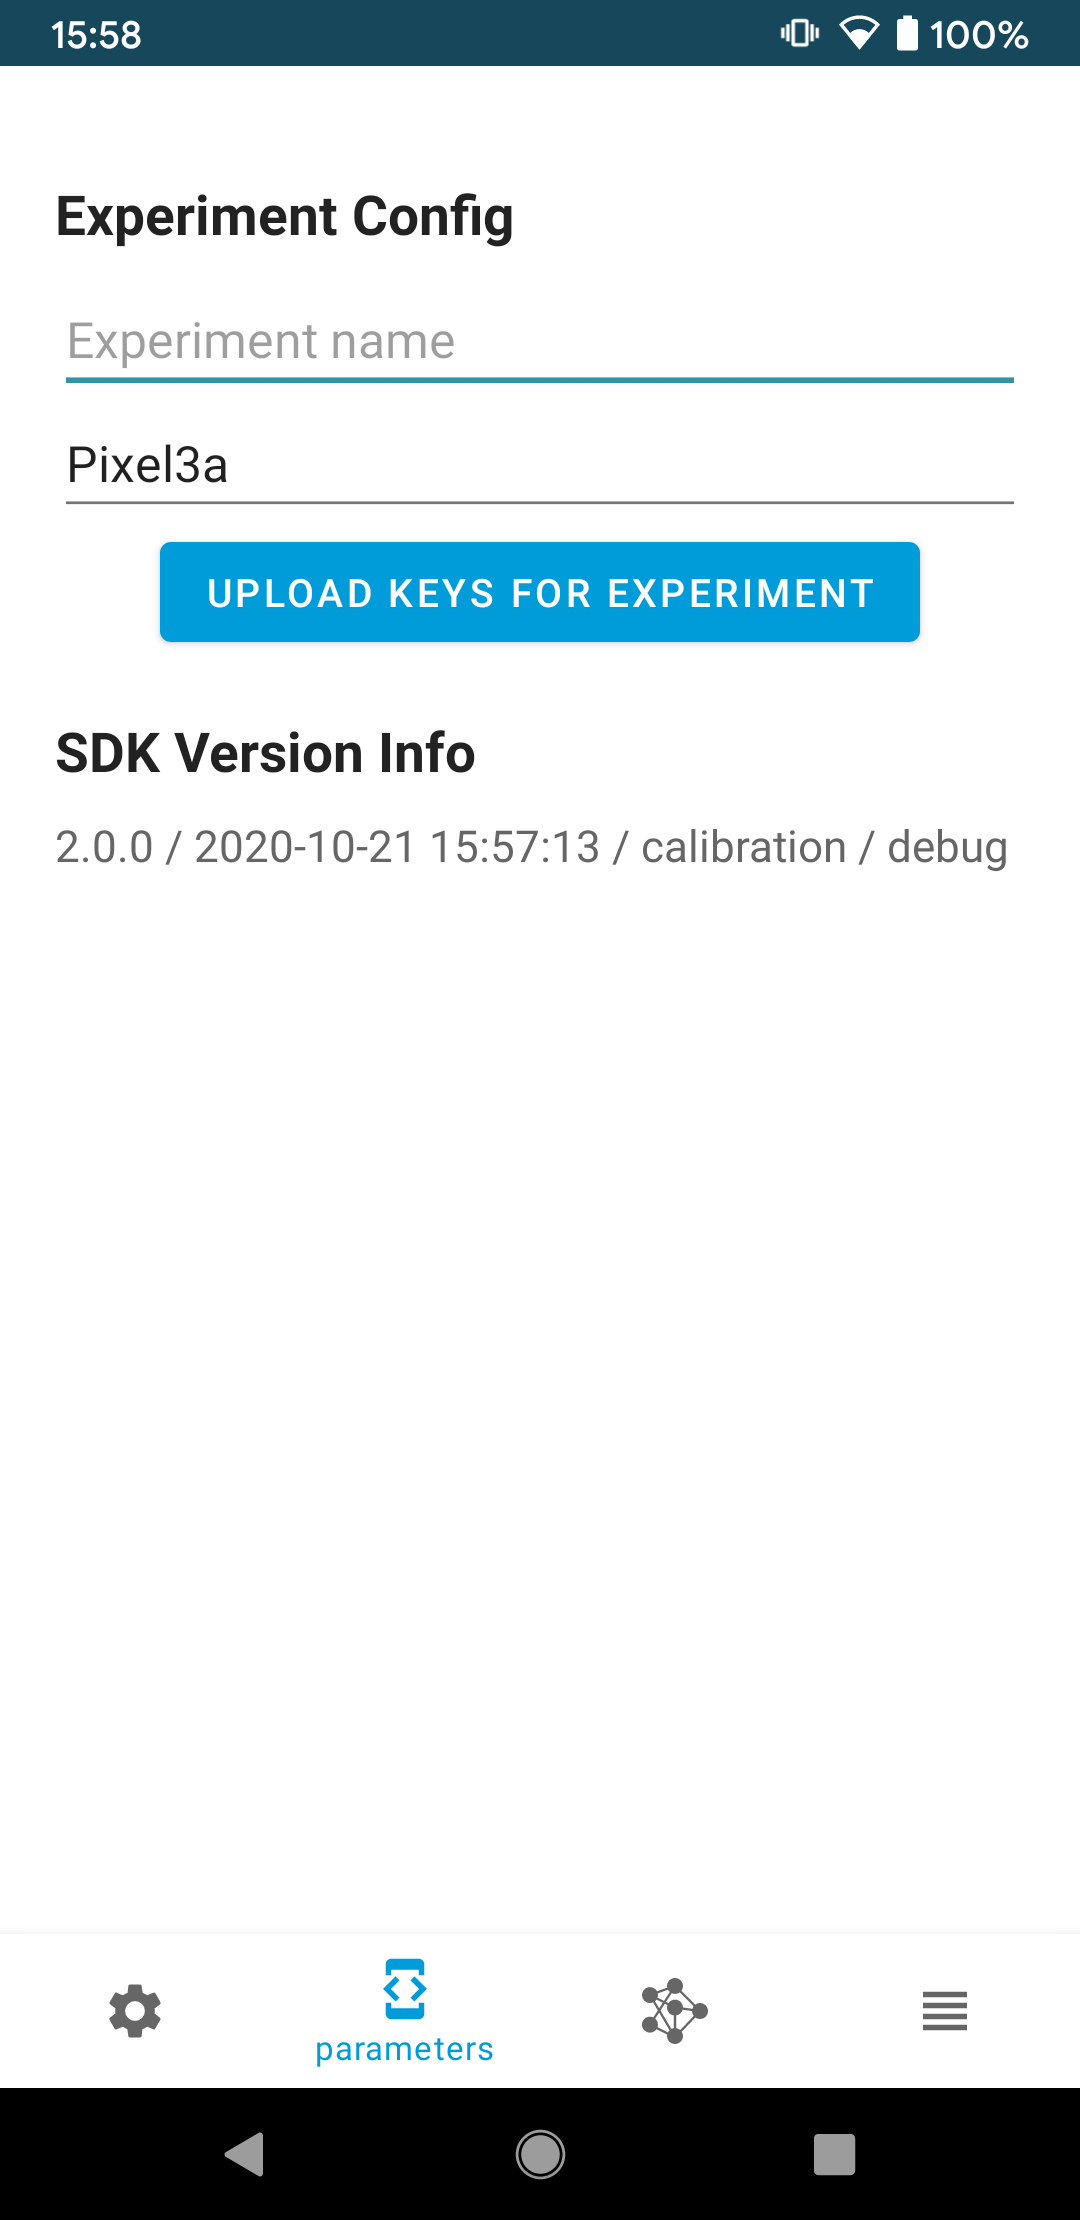 15:58
100%
Experiment Config
Experiment name
Pixel3a
UPLOAD KEYS FOR EXPERIMENT
SDK Version Info
2.0.0 / 2020-10-21 15:57:13 / calibration / debug
parameters